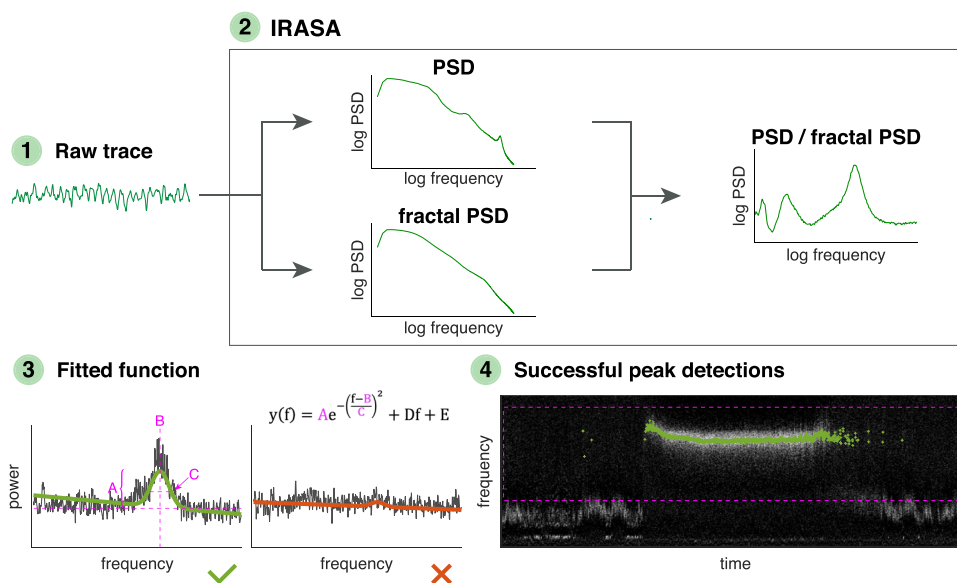 2 IRASA
PSD
log PSD
log frequency
1 Raw trace
PSD / fractal PSD
log PSD
log frequency
fractal PSD
log PSD
log frequency
3 Fitted function
4 Successful peak detections
y(f) = Ae^{-((f-B)/C)^2} + Df + E
B
A
C
power
frequency
frequency
frequency
time